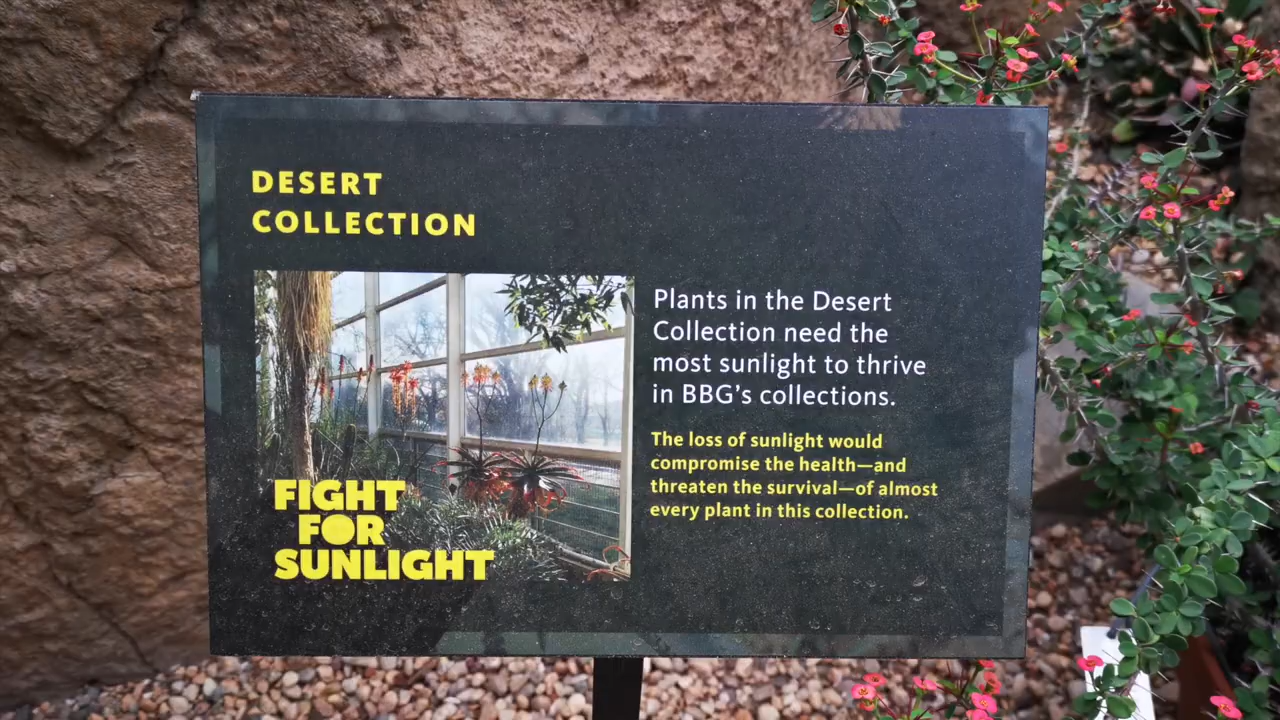 DESERT
COLLECTION
Plants in the Desert
Collection need the
most sunlight to thrive
in BBG’s collections.
The loss of sunlight would
compromise the health—and
threaten the survival—of almost
every plant in this collection.
FIGHT
FOR
SUNLIGHT